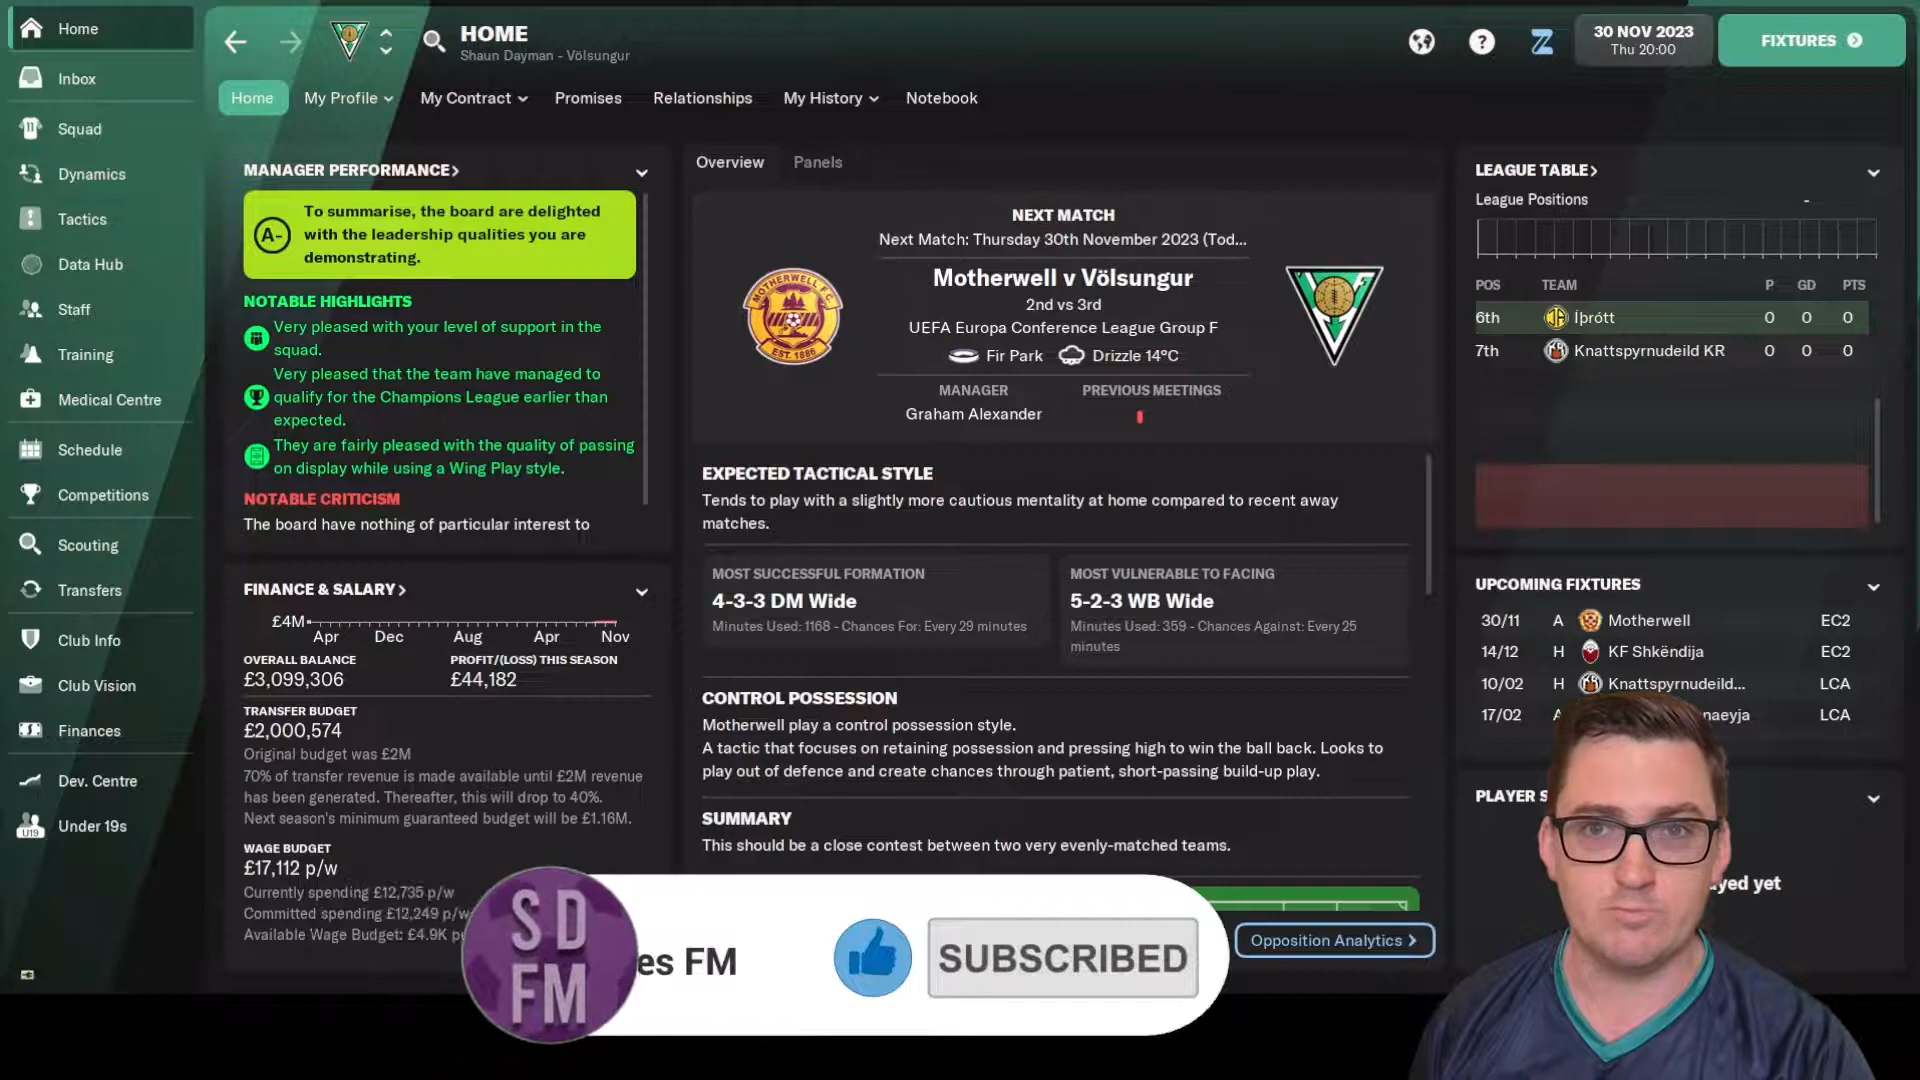 Home
Inbox
Squad
Dynamics
Tactics
Data Hub
Staff
Training
Medical Centre
Schedule
Competitions
Scouting
Transfers
Club Info
Club Vision
Finances
Dev. Centre
U19
Under 19s
HOME
Shaun Dayman - Völsungur
30 NOV 2023
Thu 20:00
FIXTURES
Home
My Profile
My Contract
Promises
Relationships
My History
Notebook
MANAGER PERFORMANCE>
A-
To summarise, the board are delighted
with the leadership qualities you are
demonstrating.
NOTABLE HIGHLIGHTS
Very pleased with your level of support in the
squad.
Very pleased that the team have managed to
qualify for the Champions League earlier than
expected.
They are fairly pleased with the quality of passing
on display while using a Wing Play style.
NOTABLE CRITICISM
The board have nothing of particular interest to
FINANCE & SALARY>
£4M
Apr Dec Aug Apr Nov
OVERALL BALANCE
£3,099,306
PROFIT/(LOSS) THIS SEASON
£44,182
TRANSFER BUDGET
£2,000,574
Original budget was £2M
70% of transfer revenue is made available until £2M revenue
has been generated. Thereafter, this will drop to 40%.
Next season's minimum guaranteed budget will be £1.16M.
WAGE BUDGET
£17,112 p/w
Currently spending £12,735 p/w
Committed spending £12,249 p/w
Available Wage Budget: £4.9K
Overview
Panels
NEXT MATCH
Next Match: Thursday 30th November 2023 (Tod...
MOTHERWELL F.C.
EST. 1886
Motherwell v Völsungur
2nd vs 3rd
UEFA Europa Conference League Group F
Fir Park
Drizzle 14°C
MANAGER
Graham Alexander
PREVIOUS MEETINGS
EXPECTED TACTICAL STYLE
Tends to play with a slightly more cautious mentality at home compared to recent away
matches.
MOST SUCCESSFUL FORMATION
4-3-3 DM Wide
Minutes Used: 1168 - Chances For: Every 29 minutes
MOST VULNERABLE TO FACING
5-2-3 WB Wide
Minutes Used: 359 - Chances Against: Every 25
minutes
CONTROL POSSESSION
Motherwell play a control possession style.
A tactic that focuses on retaining possession and pressing high to win the ball back. Looks to
play out of defence and create chances through patient, short-passing build-up play.
SUMMARY
This should be a close contest between two very evenly-matched teams.
Opposition Analytics >
LEAGUE TABLE>
League Positions -
POS TEAM P GD PTS
6th Íþrótt 0 0 0
7th Knattspyrnudeild KR 0 0 0
UPCOMING FIXTURES
30/11 A Motherwell EC2
14/12 H KF Shkëndija EC2
10/02 H Knattspyrnudeild... LCA
17/02 A naeyja LCA
PLAYER S
yed yet
SD
FM
es FM
SUBSCRIBED